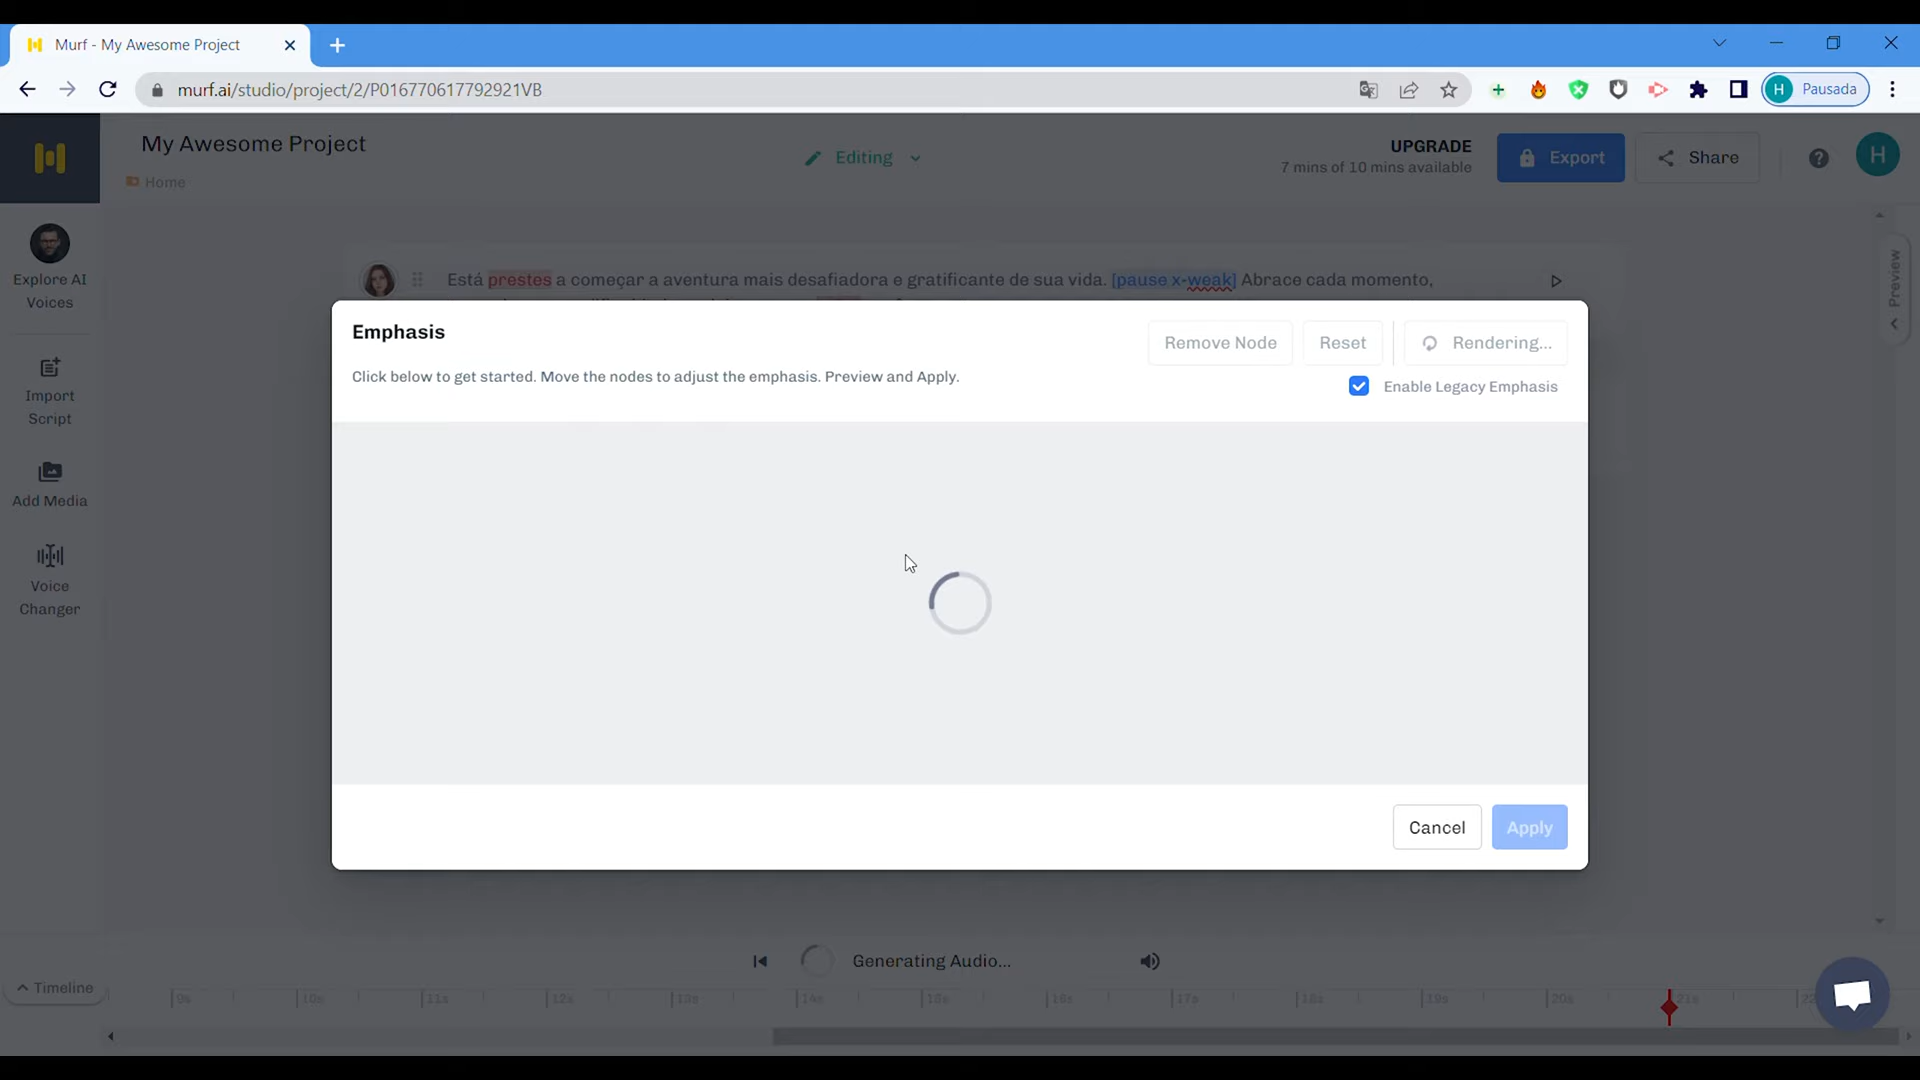 Murf - My Awesome Project
murf.ai/studio/project/2/P016770617792921VB
H Pausada
My Awesome Project
Home
Editing
UPGRADE
7 mins of 10 mins available
Export
Share
H
Explore AI
Voices
Import
Script
Add Media
Voice
Changer
Está prestes a começar a aventura mais desafiadora e gratificante de sua vida. [pause x-weak] Abrace cada momento,
Preview
Emphasis
Click below to get started. Move the nodes to adjust the emphasis. Preview and Apply.
Remove Node
Reset
Rendering...
Enable Legacy Emphasis
Cancel
Apply
Generating Audio...
Timeline
9s 10s 11s 12s 13s 14s 15s 16s 17s 18s 19s 20s 21s